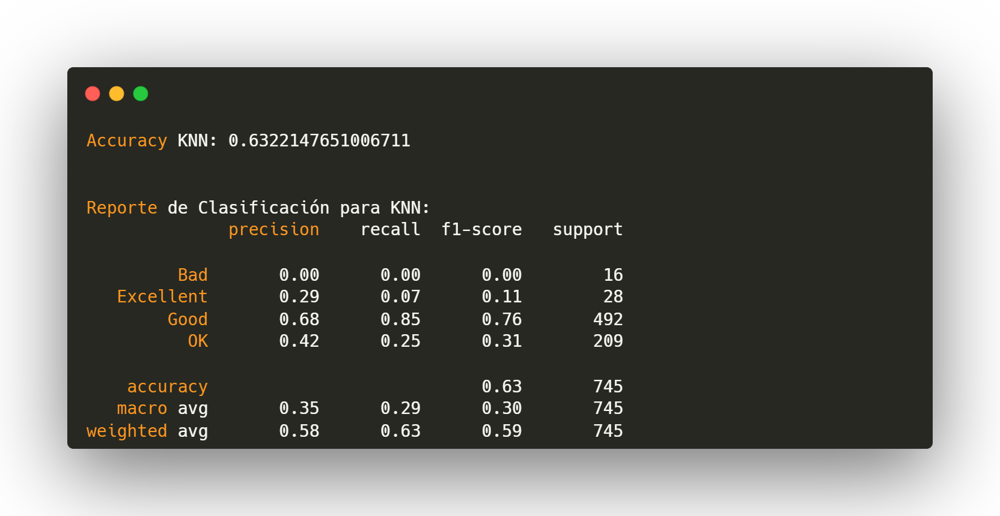 Accuracy KNN: 0.6322147651006711
Reporte de Clasificación para KNN:
precision recall f1-score support
Bad 0.00 0.00 0.00 16
Excellent 0.29 0.07 0.11 28
Good 0.68 0.85 0.76 492
OK 0.42 0.25 0.31 209
accuracy 0.63 745
macro avg 0.35 0.29 0.30 745
weighted avg 0.58 0.63 0.59 745